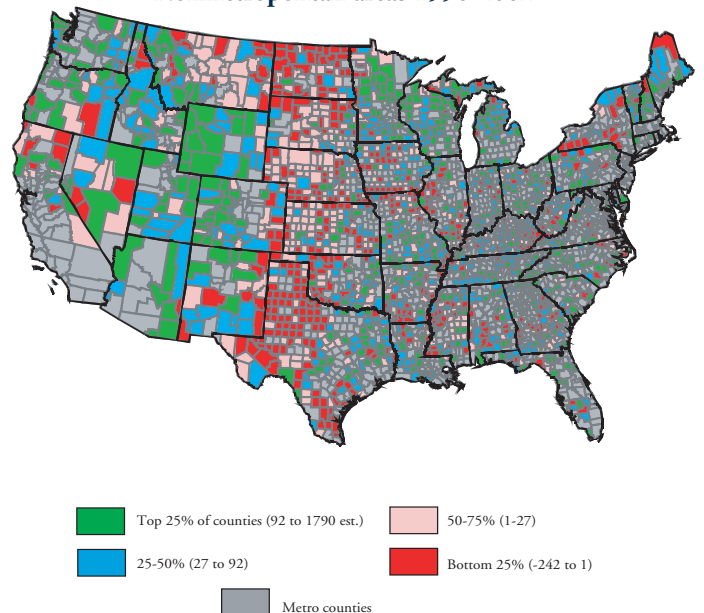 Top 25% of counties (92 to 1790 est.)
50-75% (1-27)
25-50% (27 to 92)
Bottom 25% (-242 to 1)
Metro counties